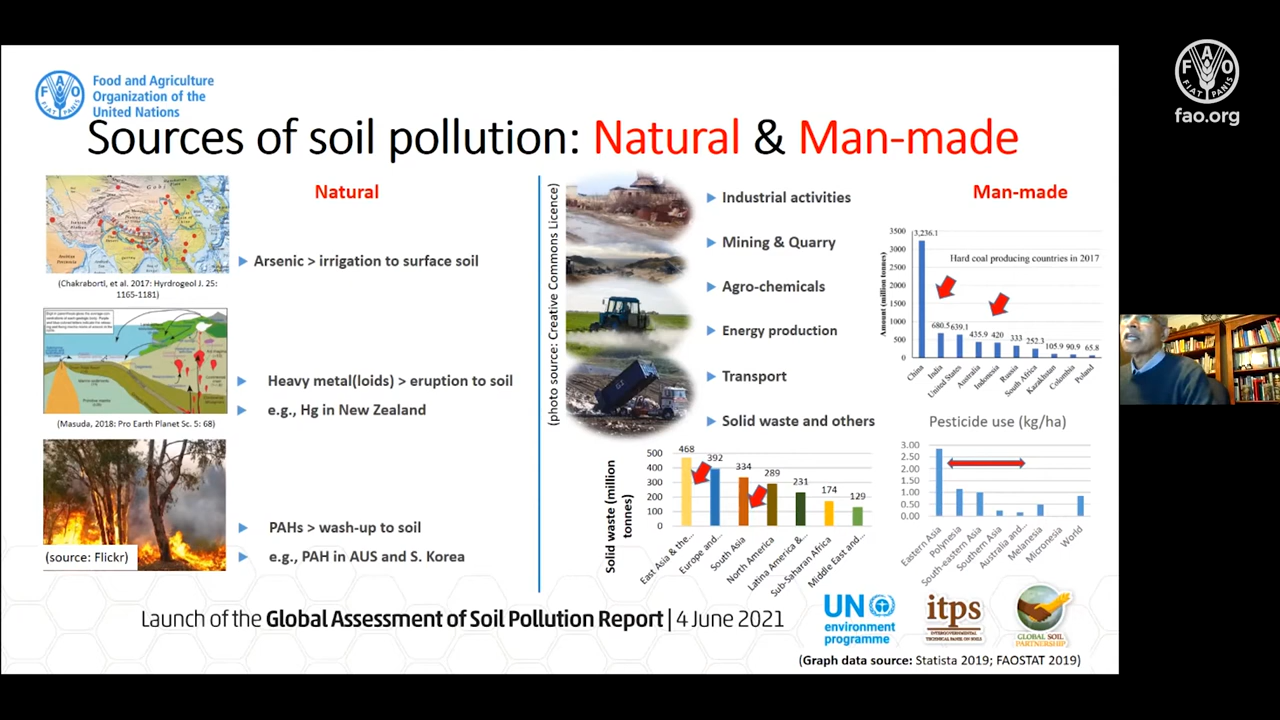 Food and Agriculture
Organization of the
United Nations
Sources of soil pollution: Natural & Man-made
Natural
Arsenic > irrigation to surface soil
(Chakraborti, et al. 2017: Hyrdrogeol J. 25:
1165-1181)
Heavy metal(loids) > eruption to soil
e.g., Hg in New Zealand
(Masuda, 2018: Pro Earth Planet Sc. 5: 68)
PAHs > wash-up to soil
e.g., PAH in AUS and S. Korea
(source: Flickr)
(photo source: Creative Commons Licence)
Industrial activities
Mining & Quarry
Agro-chemicals
Energy production
Transport
Solid waste and others
Man-made
Hard coal producing countries in 2017
Amount (million tonnes)
3500
3000
2500
2000
1500
1000
500
0
3,236.1
680.5
639.1
435.9
420
333
252.3
105.9
90.9
65.8
China
India
United States
Australia
Indonesia
Russia
South Africa
Kazakhstan
Colombia
Poland
Solid waste (million
tonnes)
500
400
300
200
100
0
468
392
334
289
231
174
129
East Asia & the...
Europe and...
South Asia
North America
Latina America &...
Sub-Saharan Africa
Middle East and...
Pesticide use (kg/ha)
3.00
2.50
2.00
1.50
1.00
0.50
0.00
Eastern Asia
Polynesia
South-eastern Asia
Southern Asia
Australia and...
Melanesia
Micronesia
World
Launch of the Global Assessment of Soil Pollution Report | 4 June 2021
UN
environment
programme
itps
INTERGOVERNMENTAL
TECHNICAL PANEL ON SOILS
GLOBAL SOIL
PARTNERSHIP
(Graph data source: Statista 2019; FAOSTAT 2019)
FAO
FIAT PANIS
fao.org